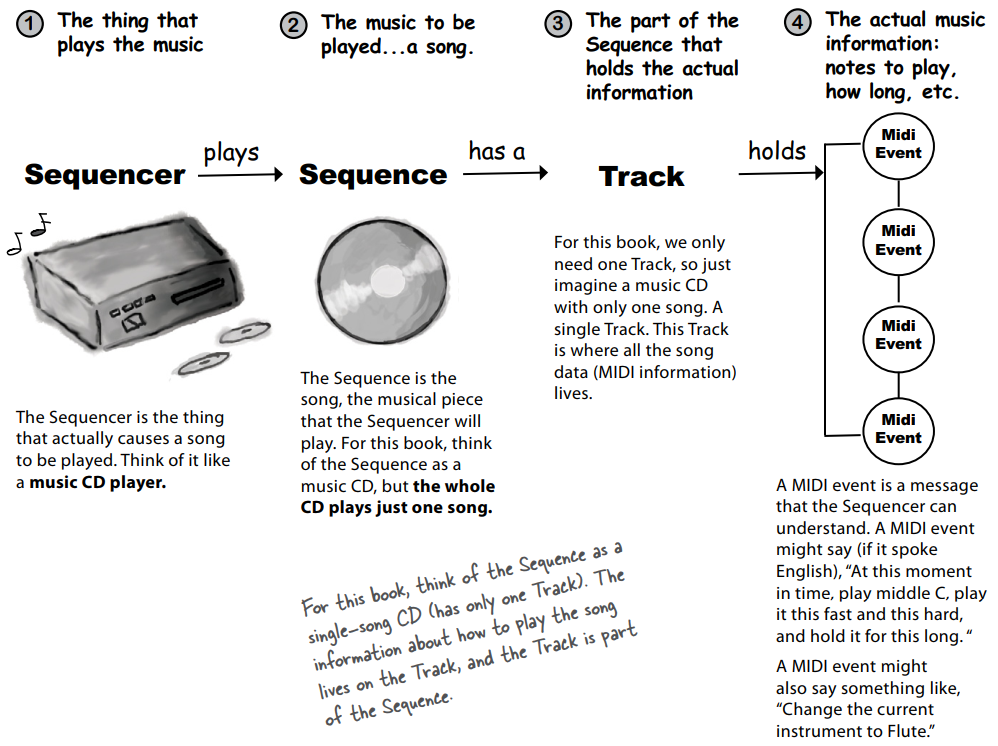 1 The thing that
plays the music
2 The music to be
played...a song.
3 The part of the
Sequence that
holds the actual
information
4 The actual music
information:
notes to play,
how long, etc.
Sequencer
plays
Sequence
has a
Track
holds
Midi
Event
Midi
Event
Midi
Event
Midi
Event
The Sequencer is the thing
that actually causes a song
to be played. Think of it like
a music CD player.
The Sequence is the
song, the musical piece
that the Sequencer will
play. For this book, think
of the Sequence as a
music CD, but the whole
CD plays just one song.
For this book, we only
need one Track, so just
imagine a music CD
with only one song. A
single Track. This Track
is where all the song
data (MIDI information)
lives.
A MIDI event is a message
that the Sequencer can
understand. A MIDI event
might say (if it spoke
English), “At this moment
in time, play middle C, play
it this fast and this hard,
and hold it for this long. “
A MIDI event might
also say something like,
“Change the current
instrument to Flute.”
For this book, think of the Sequence as a
single-song CD (has only one Track). The
information about how to play the song
lives on the Track, and the Track is part
of the Sequence.